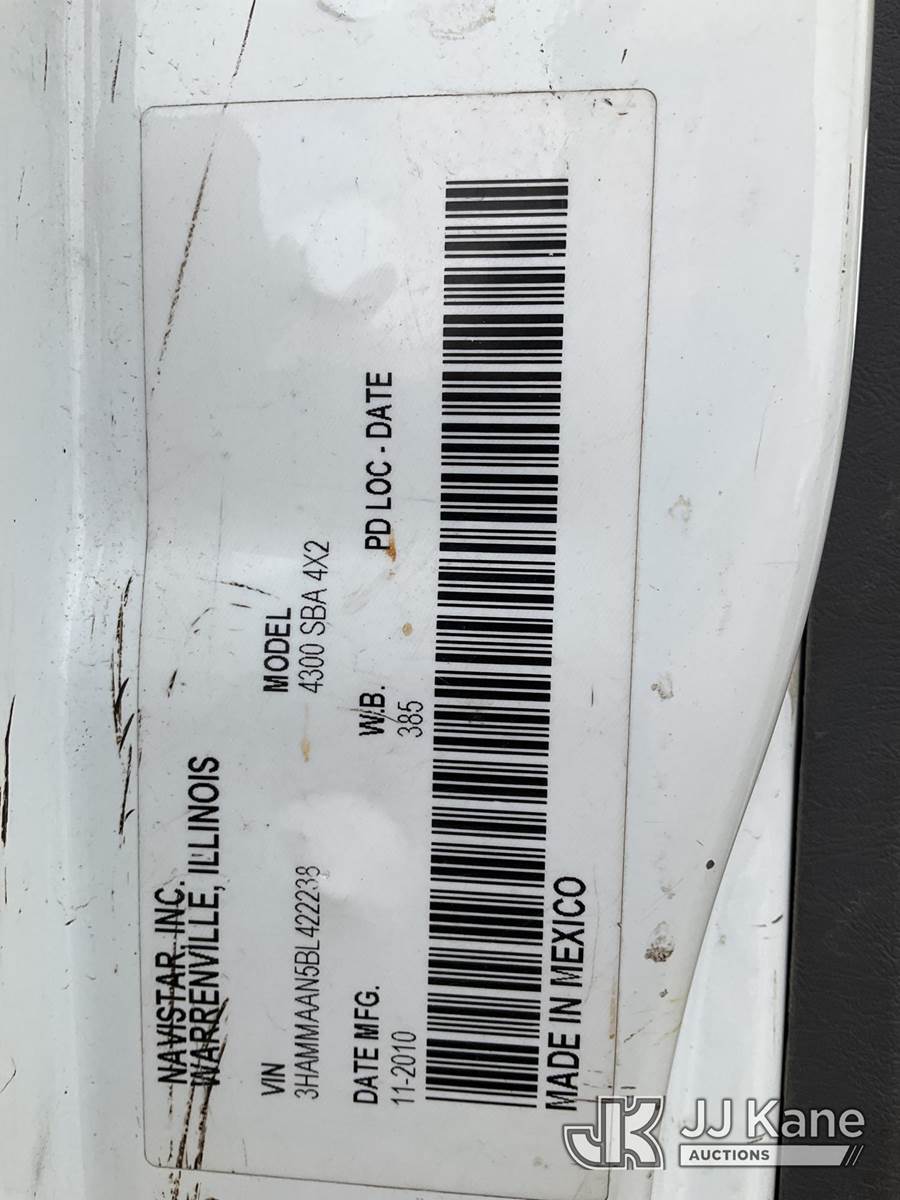 NAVISTAR, INC.
WARRENVILLE, ILLINOIS
VIN
3HAMMAAN5BL422238
MODEL
4300 SBA 4X2
DATE MFG.
11-2010
W.B.
385
PD LOC - DATE
MADE IN MEXICO
JK
JJ Kane
AUCTIONS